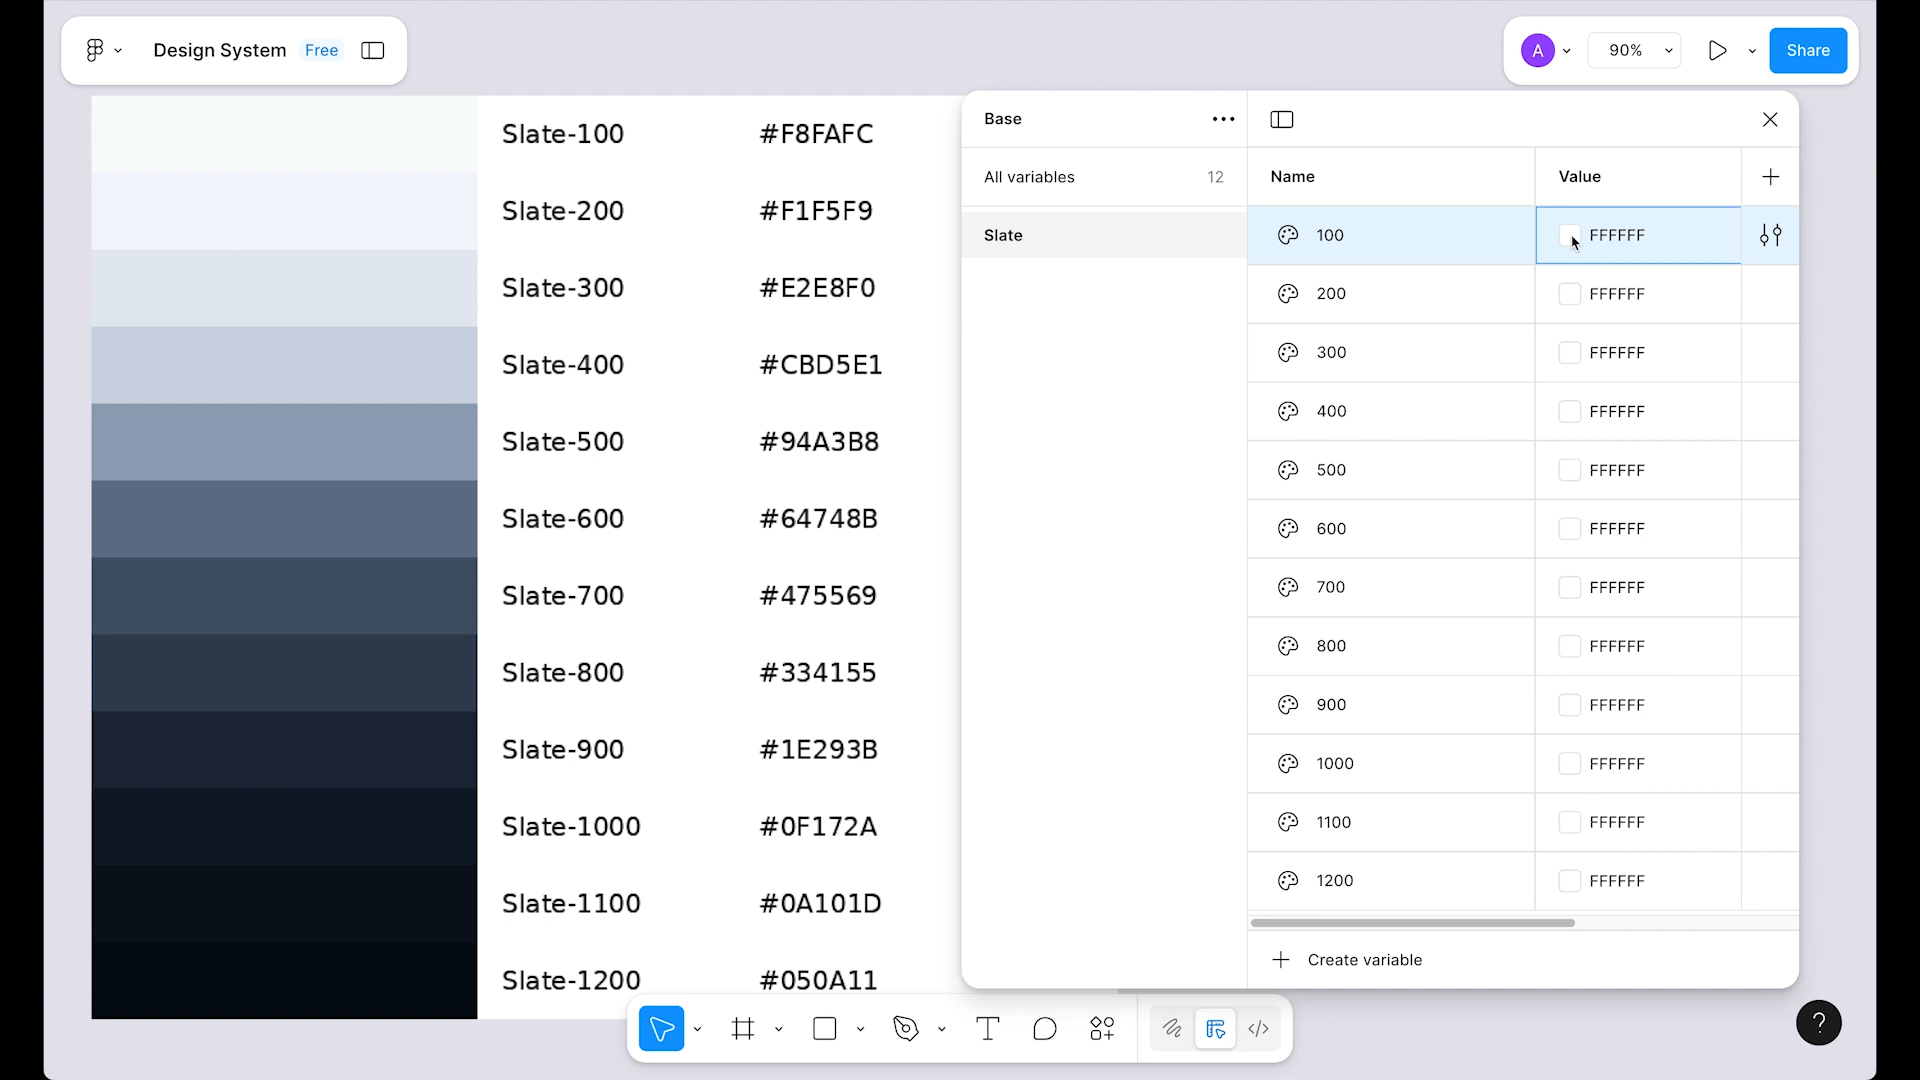 Design System Free
A 90% Share
Slate-100 #F8FAFC
Slate-200 #F1F5F9
Slate-300 #E2E8F0
Slate-400 #CBD5E1
Slate-500 #94A3B8
Slate-600 #64748B
Slate-700 #475569
Slate-800 #334155
Slate-900 #1E293B
Slate-1000 #0F172A
Slate-1100 #0A101D
Slate-1200 #050A11
Base
All variables 12
Slate
Name Value
100 FFFFFF
200 FFFFFF
300 FFFFFF
400 FFFFFF
500 FFFFFF
600 FFFFFF
700 FFFFFF
800 FFFFFF
900 FFFFFF
1000 FFFFFF
1100 FFFFFF
1200 FFFFFF
Create variable
?